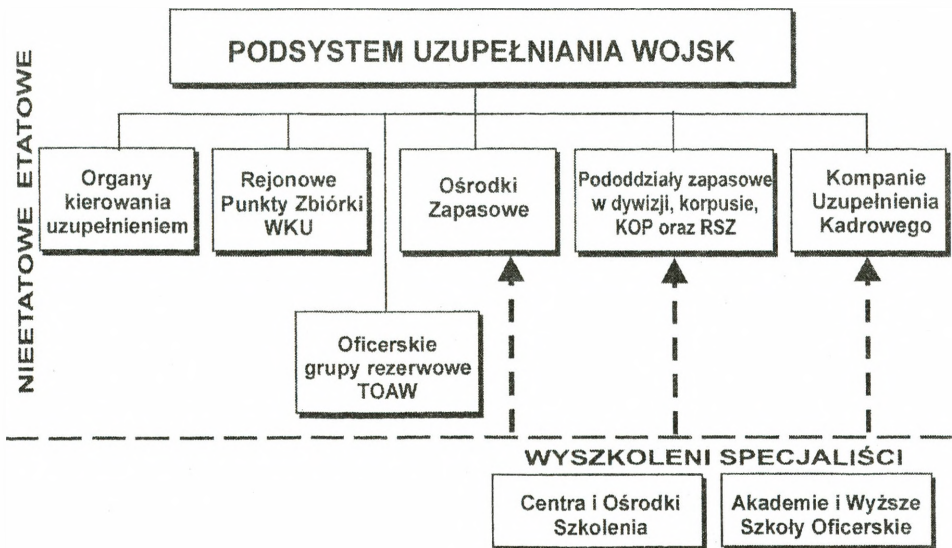 PODSYSTEM UZUPEŁNIANIA WOJSK
NIEETATOWE ETATOWE
Organy
kierowania
uzupełnieniem
Rejonowe
Punkty Zbiórki
WKU
Ośrodki
Zapasowe
Pododdziały zapasowe
w dywizji, korpusie,
KOP oraz RSZ
Kompanie
Uzupełnienia
Kadrowego
Oficerskie
grupy rezerwowe
TOAW
WYSZKOLENI SPECJALIŚCI
Centra i Ośrodki
Szkolenia
Akademie i Wyższe
Szkoły Oficerskie